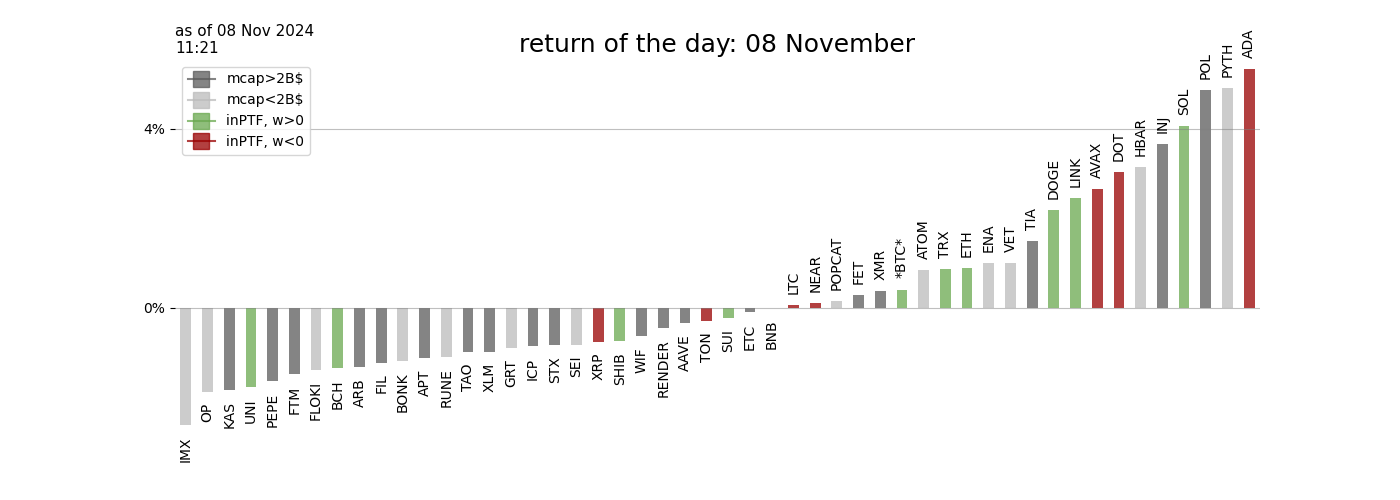 as of 08 Nov 2024
11:21
return of the day: 08 November
mcap>2B$
mcap<2B$
inPTF, w>0
inPTF, w<0
4%
0%
IMX
OP
KAS
UNI
PEPE
FTM
FLOKI
BCH
ARB
FIL
BONK
APT
RUNE
TAO
XLM
GRT
ICP
STX
SEI
XRP
SHIB
WIF
RENDER
AAVE
TON
SUI
ETC
BNB
LTC
NEAR
POPCAT
FET
XMR
*BTC*
ATOM
TRX
ETH
ENA
VET
TIA
DOGE
LINK
AVAX
DOT
HBAR
INJ
SOL
POL
PYTH
ADA